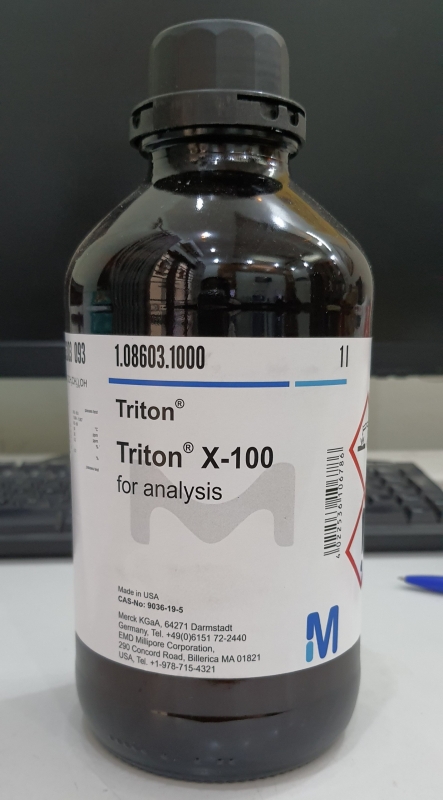 093
1.08603.1000
1 l
Triton®
Triton® X-100
for analysis
4022536106786
Made in USA
CAS-No: 9036-19-5
Merck KGaA, 64271 Darmstadt
Germany, Tel. +49(0)6151 72-2440
EMD Millipore Corporation,
290 Concord Road, Billerica MA 01821
USA, Tel. +1-978-715-4321
M